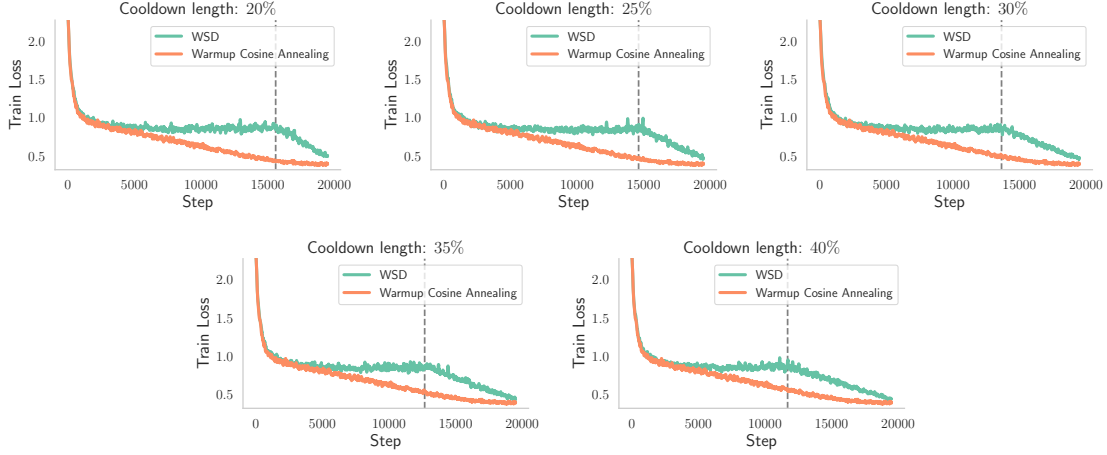 Cooldown length: 20%
2.0
1.5
1.0
0.5
Train Loss
WSD
Warmup Cosine Annealing
0 5000 10000 15000 20000
Step
Cooldown length: 25%
2.0
1.5
1.0
0.5
Train Loss
WSD
Warmup Cosine Annealing
0 5000 10000 15000 20000
Step
Cooldown length: 30%
2.0
1.5
1.0
0.5
Train Loss
WSD
Warmup Cosine Annealing
0 5000 10000 15000 20000
Step
Cooldown length: 35%
2.0
1.5
1.0
0.5
Train Loss
WSD
Warmup Cosine Annealing
0 5000 10000 15000 20000
Step
Cooldown length: 40%
2.0
1.5
1.0
0.5
Train Loss
WSD
Warmup Cosine Annealing
0 5000 10000 15000 20000
Step